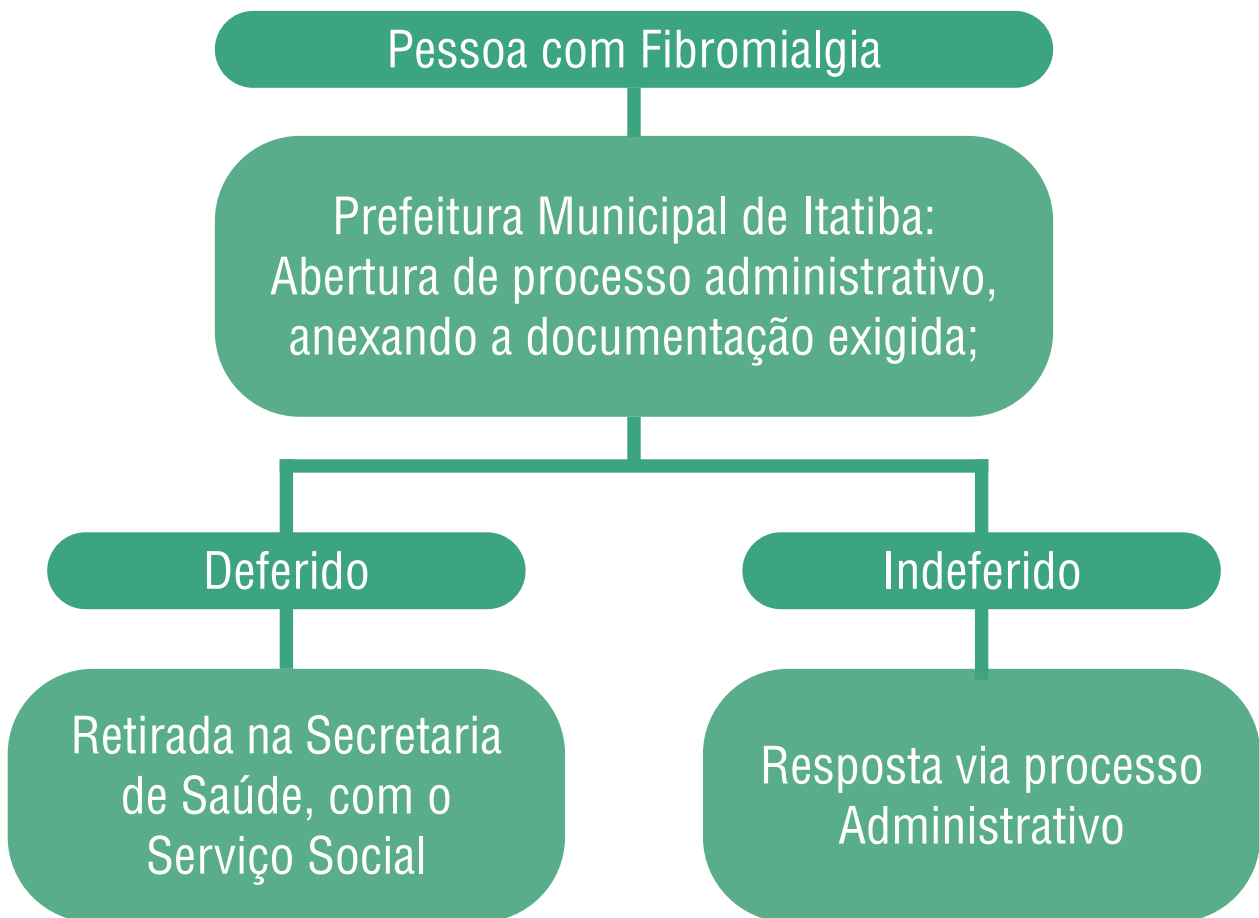 Pessoa com Fibromialgia
Prefeitura Municipal de Itatiba:
Abertura de processo administrativo,
anexando a documentação exigida;
Deferido
Indeferido
Retirada na Secretaria
de Saúde, com o
Serviço Social
Resposta via processo
Administrativo